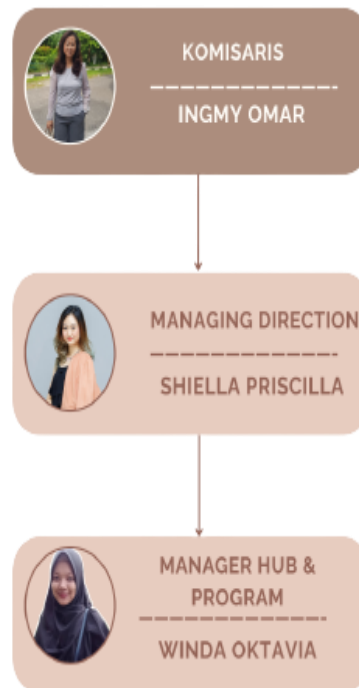 KOMISARIS
INGMY OMAR
MANAGING DIRECTION
SHIELLA PRISCILLA
MANAGER HUB &
PROGRAM
WINDA OKTAVIA